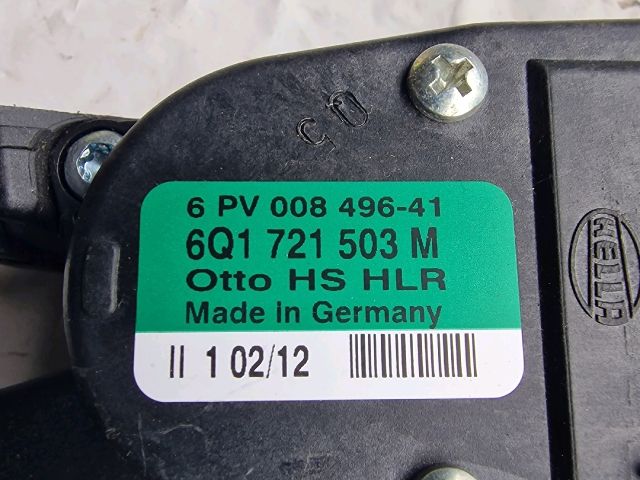 50
6 PV 008 496-41
6Q1 721 503 M
Otto HS HLR
Made in Germany
II 1 02/12
HELLA